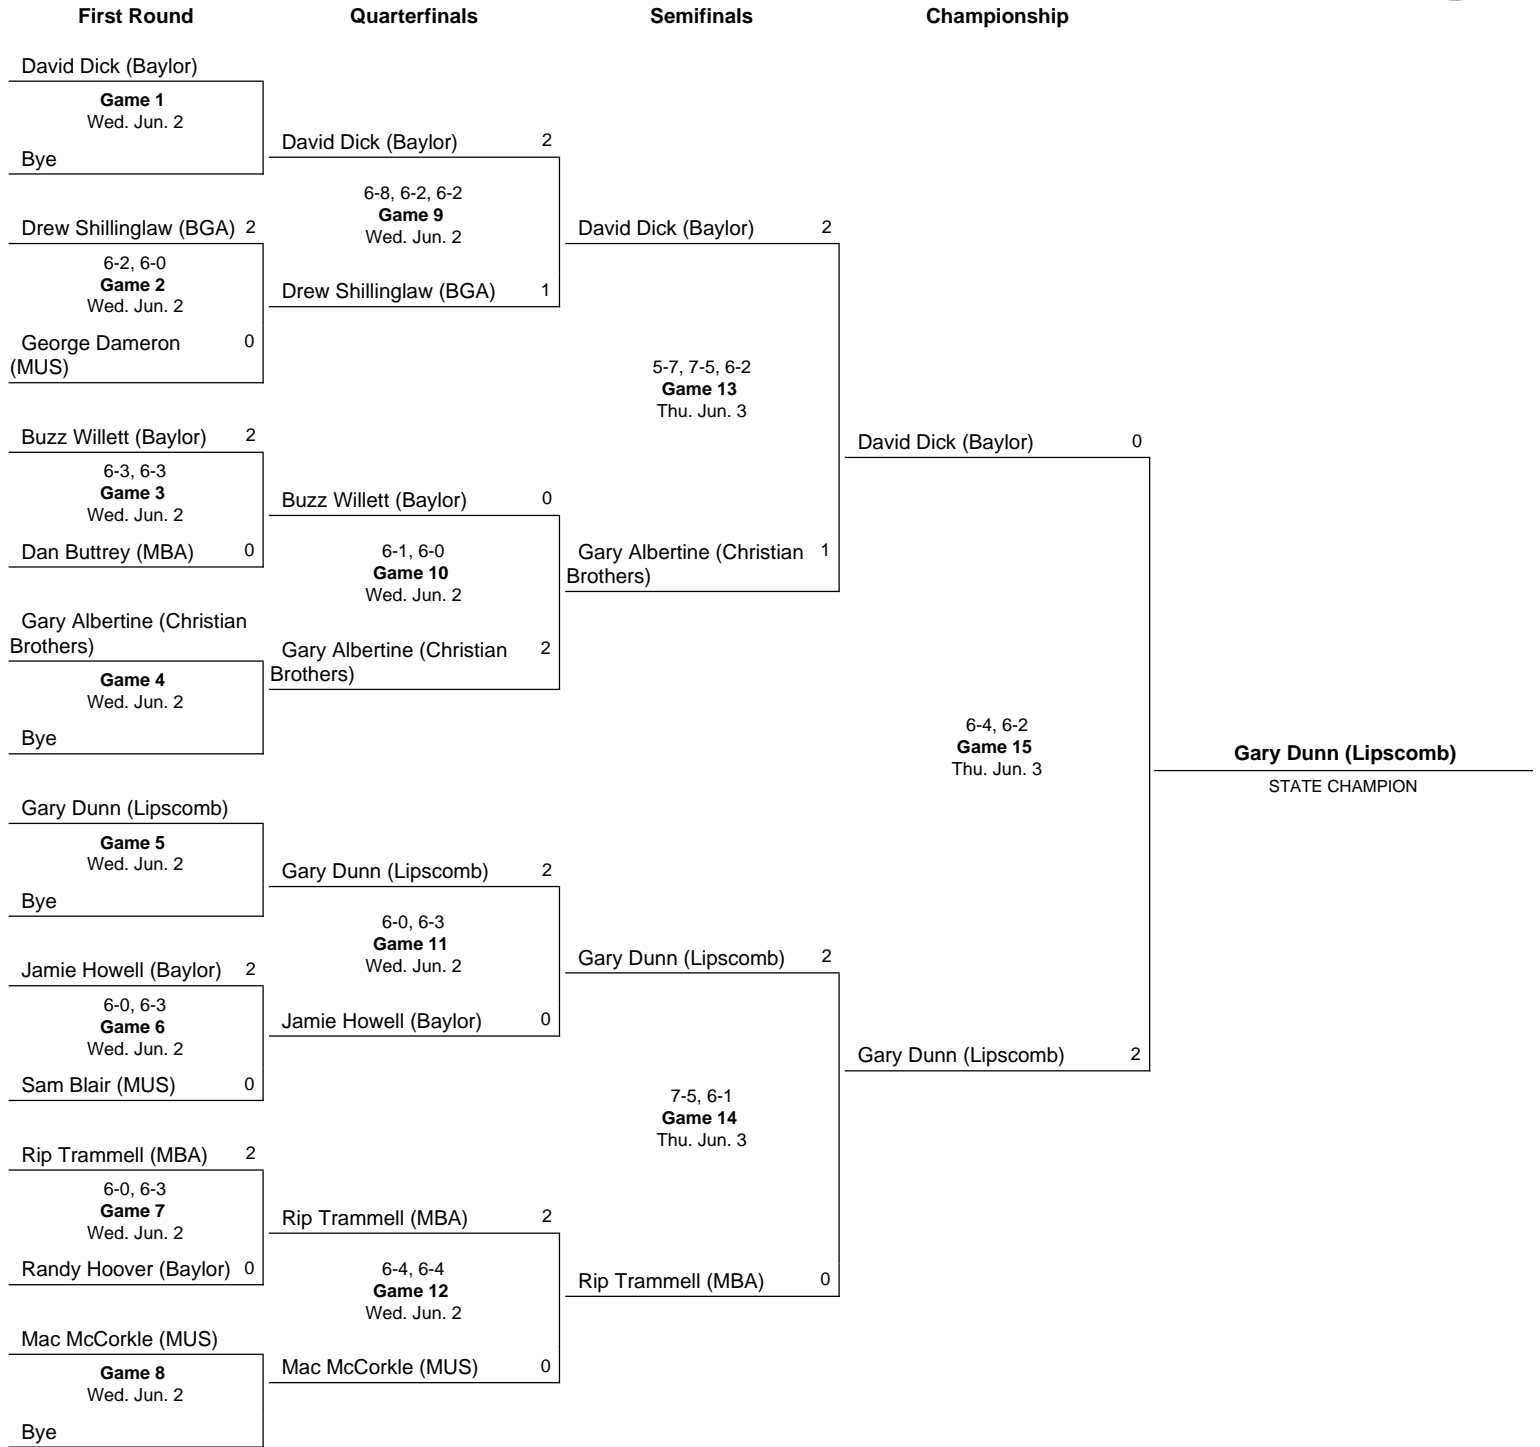 First Round
Quarterfinals
Semifinals
Championship
David Dick (Baylor)
Game 1
Wed. Jun. 2
Bye
Drew Shillinglaw (BGA) 2
6-2, 6-0
Game 2
Wed. Jun. 2
George Dameron 0
(MUS)
Buzz Willett (Baylor) 2
6-3, 6-3
Game 3
Wed. Jun. 2
Dan Buttrey (MBA) 0
Gary Albertine (Christian
Brothers)
Game 4
Wed. Jun. 2
Bye
Gary Dunn (Lipscomb)
Game 5
Wed. Jun. 2
Bye
Jamie Howell (Baylor) 2
6-0, 6-3
Game 6
Wed. Jun. 2
Sam Blair (MUS) 0
Rip Trammell (MBA) 2
6-0, 6-3
Game 7
Wed. Jun. 2
Randy Hoover (Baylor) 0
Mac McCorkle (MUS)
Game 8
Wed. Jun. 2
Bye
David Dick (Baylor) 2
6-8, 6-2, 6-2
Game 9
Wed. Jun. 2
Drew Shillinglaw (BGA) 1
Buzz Willett (Baylor) 0
6-1, 6-0
Game 10
Wed. Jun. 2
Gary Albertine (Christian 2
Brothers)
Gary Dunn (Lipscomb) 2
6-0, 6-3
Game 11
Wed. Jun. 2
Jamie Howell (Baylor) 0
Rip Trammell (MBA) 2
6-4, 6-4
Game 12
Wed. Jun. 2
Mac McCorkle (MUS) 0
David Dick (Baylor) 2
5-7, 7-5, 6-2
Game 13
Thu. Jun. 3
Gary Albertine (Christian 1
Brothers)
Gary Dunn (Lipscomb) 2
7-5, 6-1
Game 14
Thu. Jun. 3
Rip Trammell (MBA) 0
David Dick (Baylor) 0
6-4, 6-2
Game 15
Thu. Jun. 3
Gary Dunn (Lipscomb) 2
Gary Dunn (Lipscomb)
STATE CHAMPION